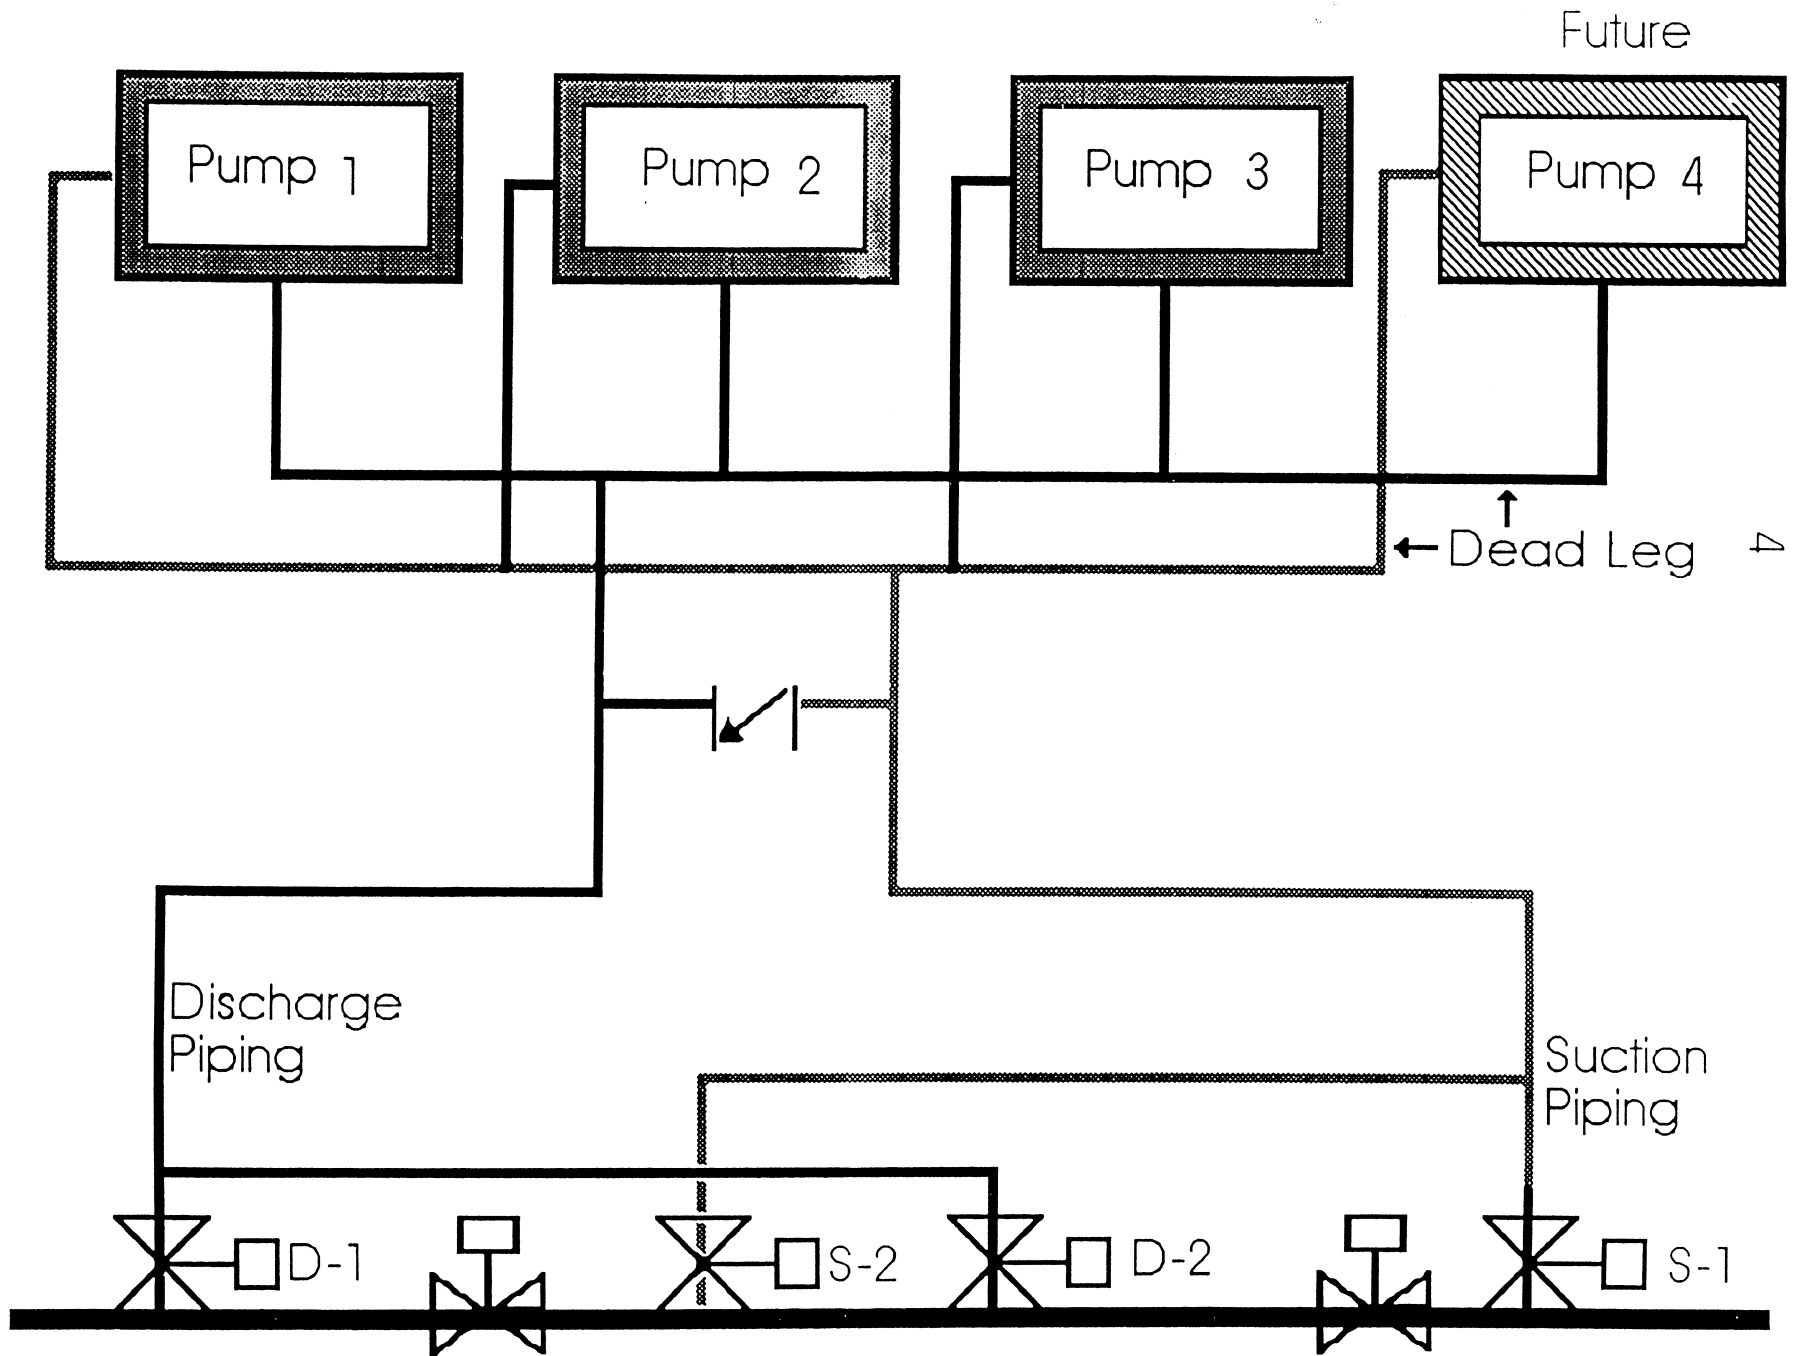 Future
Pump 1
Pump 2
Pump 3
Pump 4
Dead Leg
4
Discharge
Piping
Suction
Piping
D-1
S-2
D-2
S-1